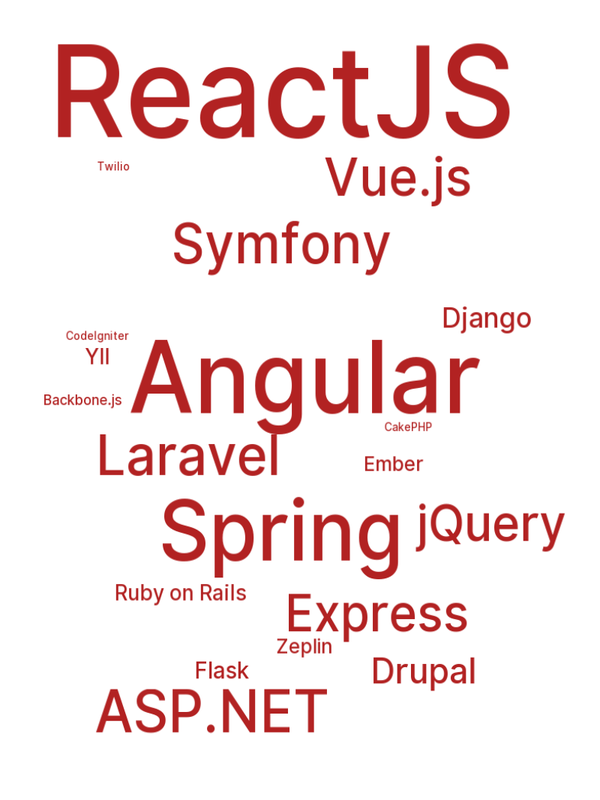 ReactJS
Twilio
Vue.js
Symfony
Django
CodeIgniter
YII
Angular
Backbone.js
CakePHP
Laravel
Ember
Spring
jQuery
Ruby on Rails
Express
Zeplin
Flask
Drupal
ASP.NET